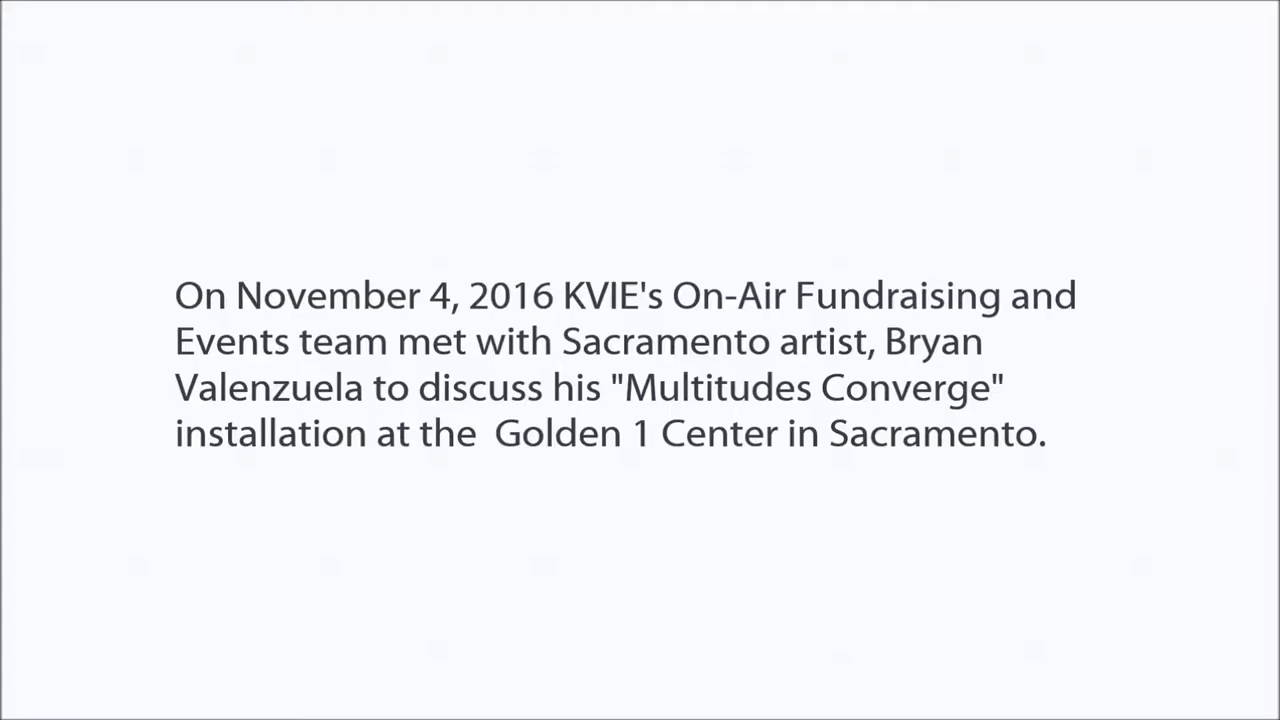 On November 4, 2016 KVIE's On-Air Fundraising and
Events team met with Sacramento artist, Bryan
Valenzuela to discuss his "Multitudes Converge"
installation at the  Golden 1 Center in Sacramento.